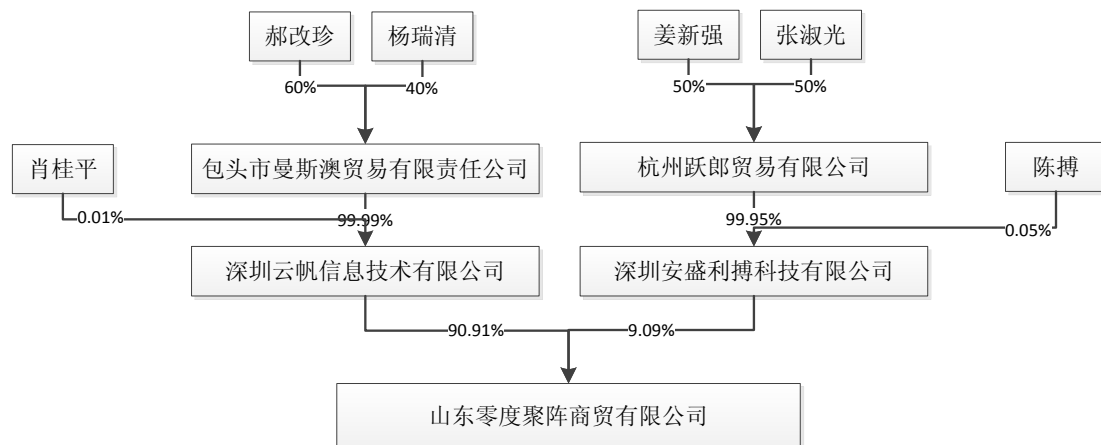 郝改珍
杨瑞清
姜新强
张淑光
60%
40%
50%
50%
肖桂平
包头市曼斯澳贸易有限责任公司
杭州跃郎贸易有限公司
陈搏
0.01%
99.99%
99.95%
0.05%
深圳云帆信息技术有限公司
深圳安盛利搏科技有限公司
90.91%
9.09%
山东零度聚阵商贸有限公司